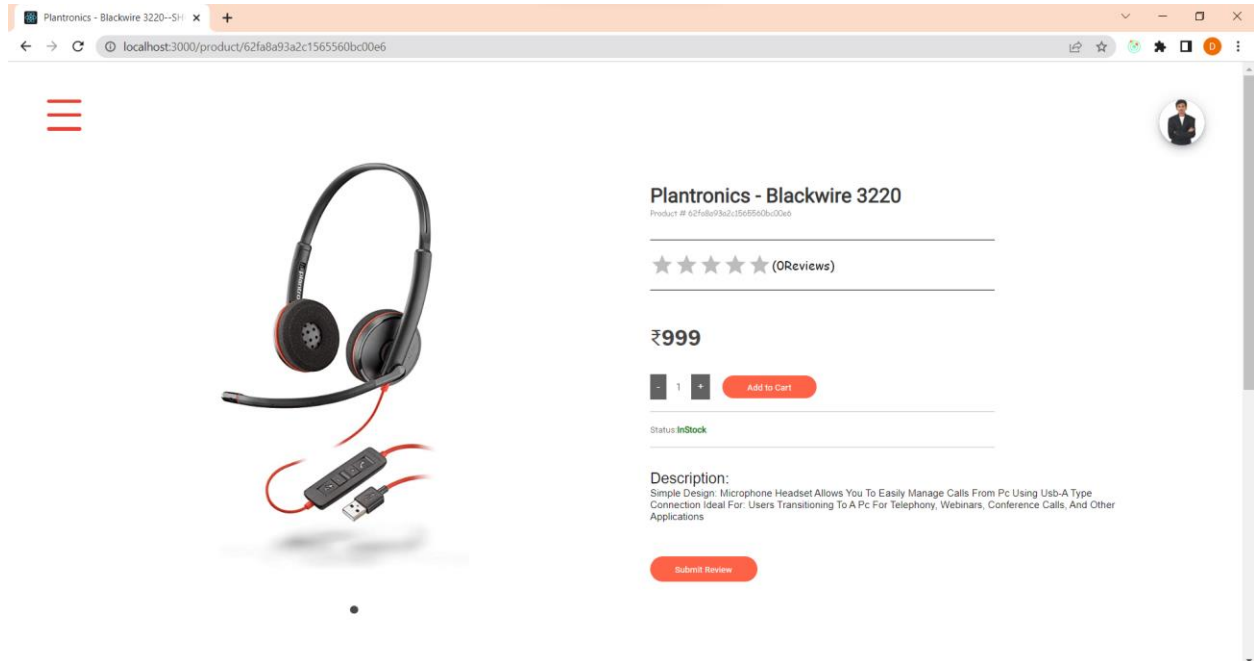 Plantronics - Blackwire 3220--SH
localhost:3000/product/62fa8a93a2c1565560bc00e6
D
Plantronics - Blackwire 3220
Product # 62fa8a93a2c1565560bc00e6
(0Reviews)
₹999
- 1 + Add to Cart
Status:InStock
Description:
Simple Design: Microphone Headset Allows You To Easily Manage Calls From Pc Using Usb-A Type
Connection Ideal For: Users Transitioning To A Pc For Telephony, Webinars, Conference Calls, And Other
Applications
Submit Review